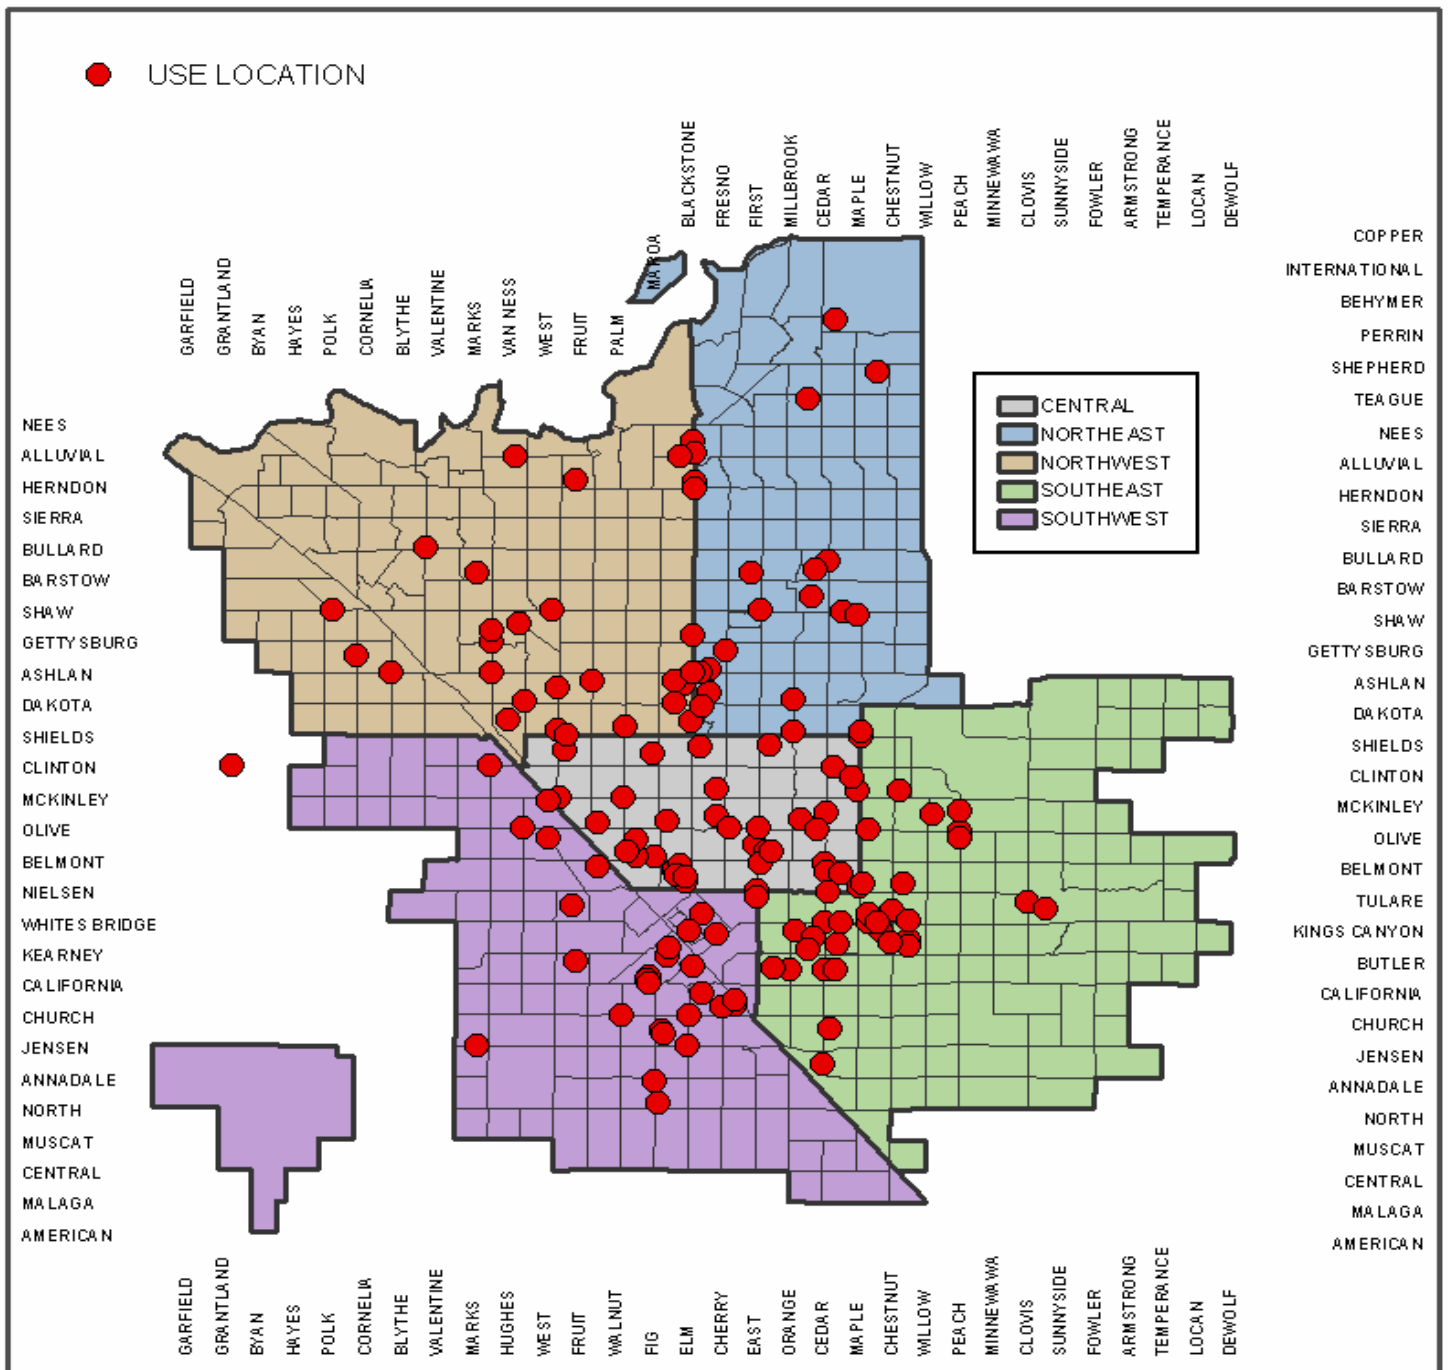 USE LOCATION
BLACKSTONE
FRESNO
FIRST
MILLBROOK
CEDAR
MAPLE
CHESTNUT
WILLOW
PEACH
MINNEWAWA
CLOVIS
SUNNYSIDE
FOWLER
ARMSTRONG
TEMPERANCE
LOCAN
DEWOLF
MAROA
GARFIELD
GRANTLAND
BYAN
HAYES
POLK
CORNELIA
BLYTHE
VALENTINE
MARKS
VAN NESS
WEST
FRUIT
PALM
COPPER
INTERNATIONAL
BEHYMER
PERRIN
SHEPHERD
TEAGUE
NEES
ALLUVIAL
HERNDON
SIERRA
BULLARD
BARSTOW
SHAW
GETTYSBURG
ASHLAN
DAKOTA
SHIELDS
CLINTON
MCKINLEY
OLIVE
BELMONT
TULARE
KINGS CANYON
BUTLER
CALIFORNIA
CHURCH
JENSEN
ANNADALE
NORTH
MUSCAT
CENTRAL
MALAGA
AMERICAN
CENTRAL
NORTHEAST
NORTHWEST
SOUTHEAST
SOUTHWEST
NEES
ALLUVIAL
HERNDON
SIERRA
BULLARD
BARSTOW
SHAW
GETTYSBURG
ASHLAN
DAKOTA
SHIELDS
CLINTON
MCKINLEY
OLIVE
BELMONT
NIELSEN
WHITES BRIDGE
KEARNEY
CALIFORNIA
CHURCH
JENSEN
ANNADALE
NORTH
MUSCAT
CENTRAL
MALAGA
AMERICAN
GARFIELD
GRANTLAND
BYAN
HAYES
POLK
CORNELIA
BLYTHE
VALENTINE
MARKS
HUGHES
WEST
FRUIT
WALNUT
FIG
ELM
CHERRY
EAST
ORANGE
CEDAR
MAPLE
CHESTNUT
WILLOW
PEACH
MINNEWAWA
CLOVIS
SUNNYSIDE
FOWLER
ARMSTRONG
TEMPERANCE
LOCAN
DEWOLF